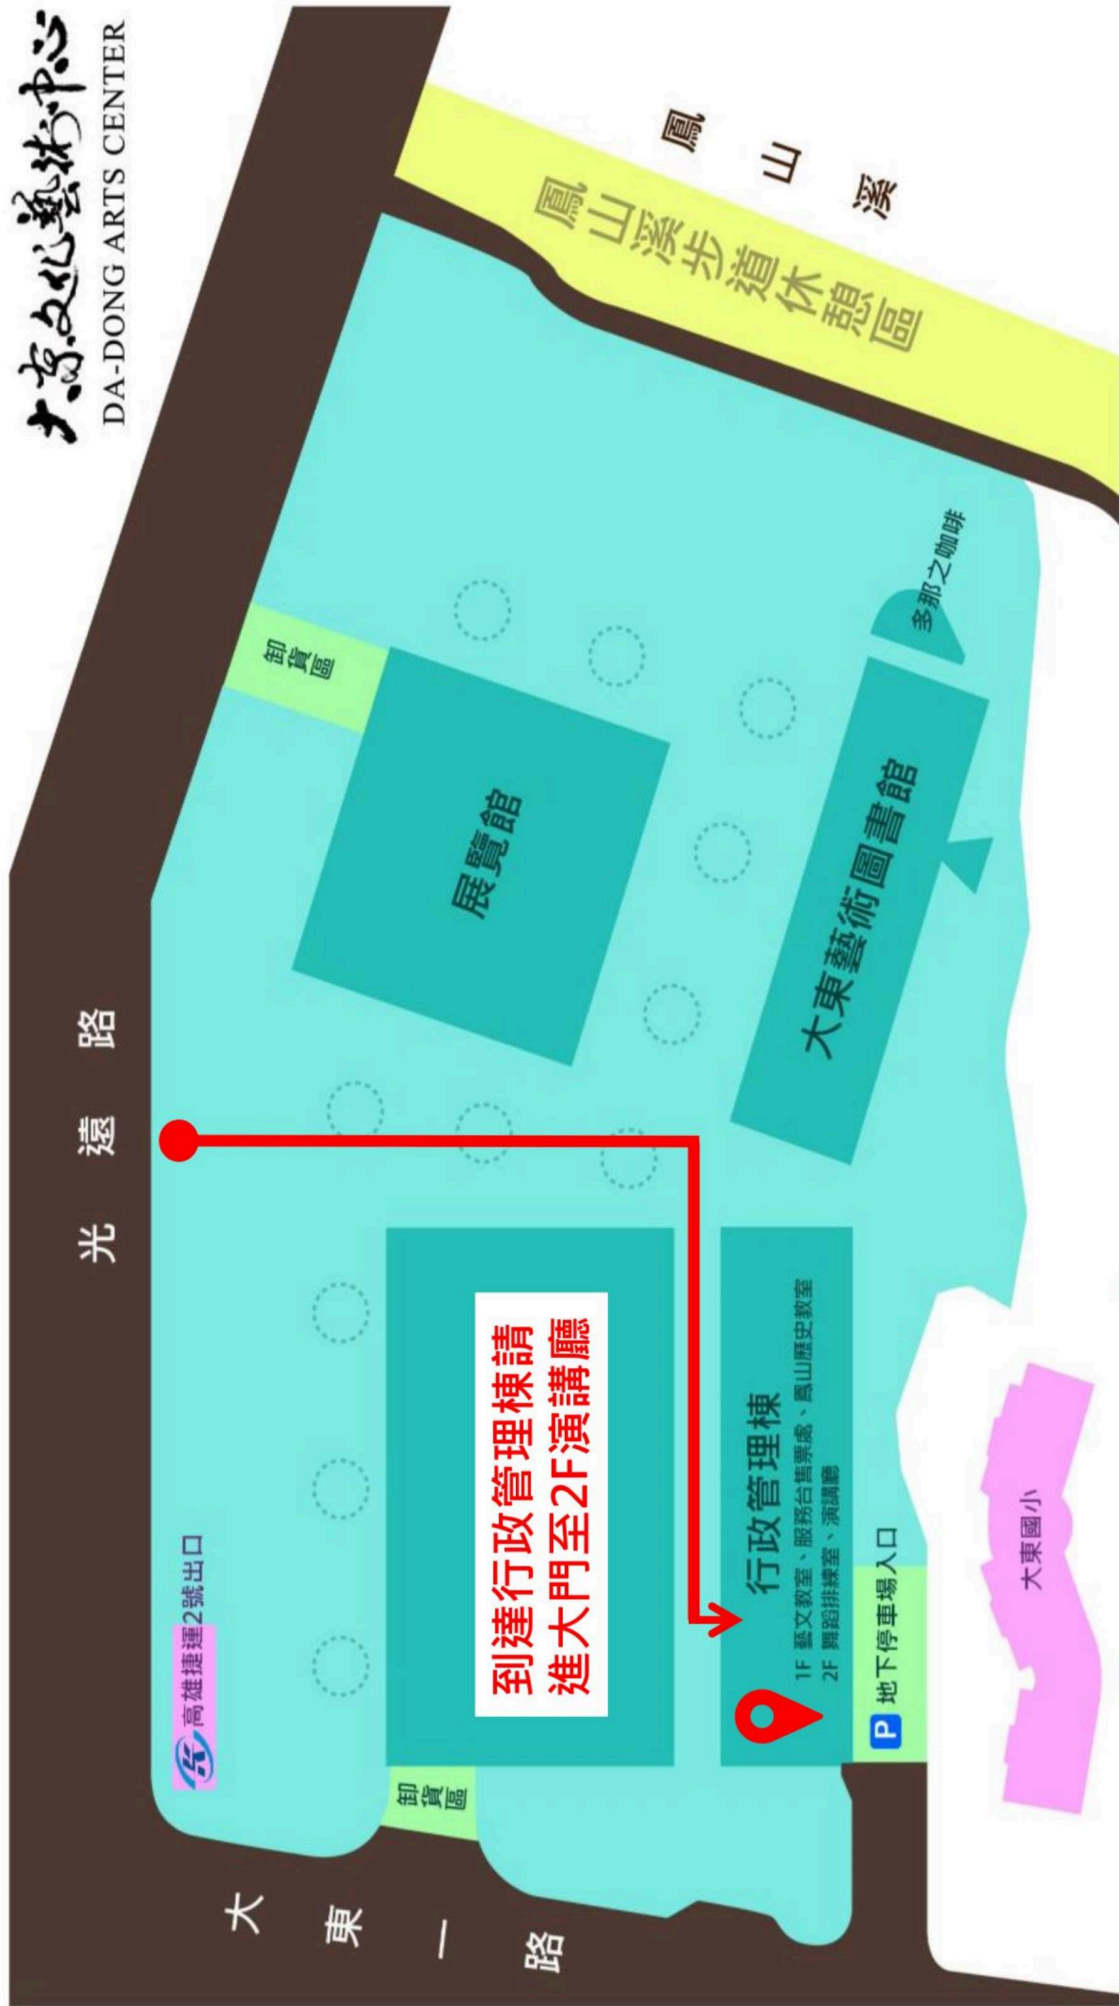 大東文化藝術中心
DA-DONG ARTS CENTER
光遠路
大東一路
鳳山溪
鳳山溪步道休憩區
高雄捷運2號出口
卸貨區
卸貨區
展覽館
到達行政管理棟請
進大門至2F演講廳
行政管理棟
1F 藝文教室、服務台售票處、鳳山歷史教室
2F 舞蹈排練室、演講廳
大東藝術圖書館
多那之咖啡
P 地下停車場入口
大東國小